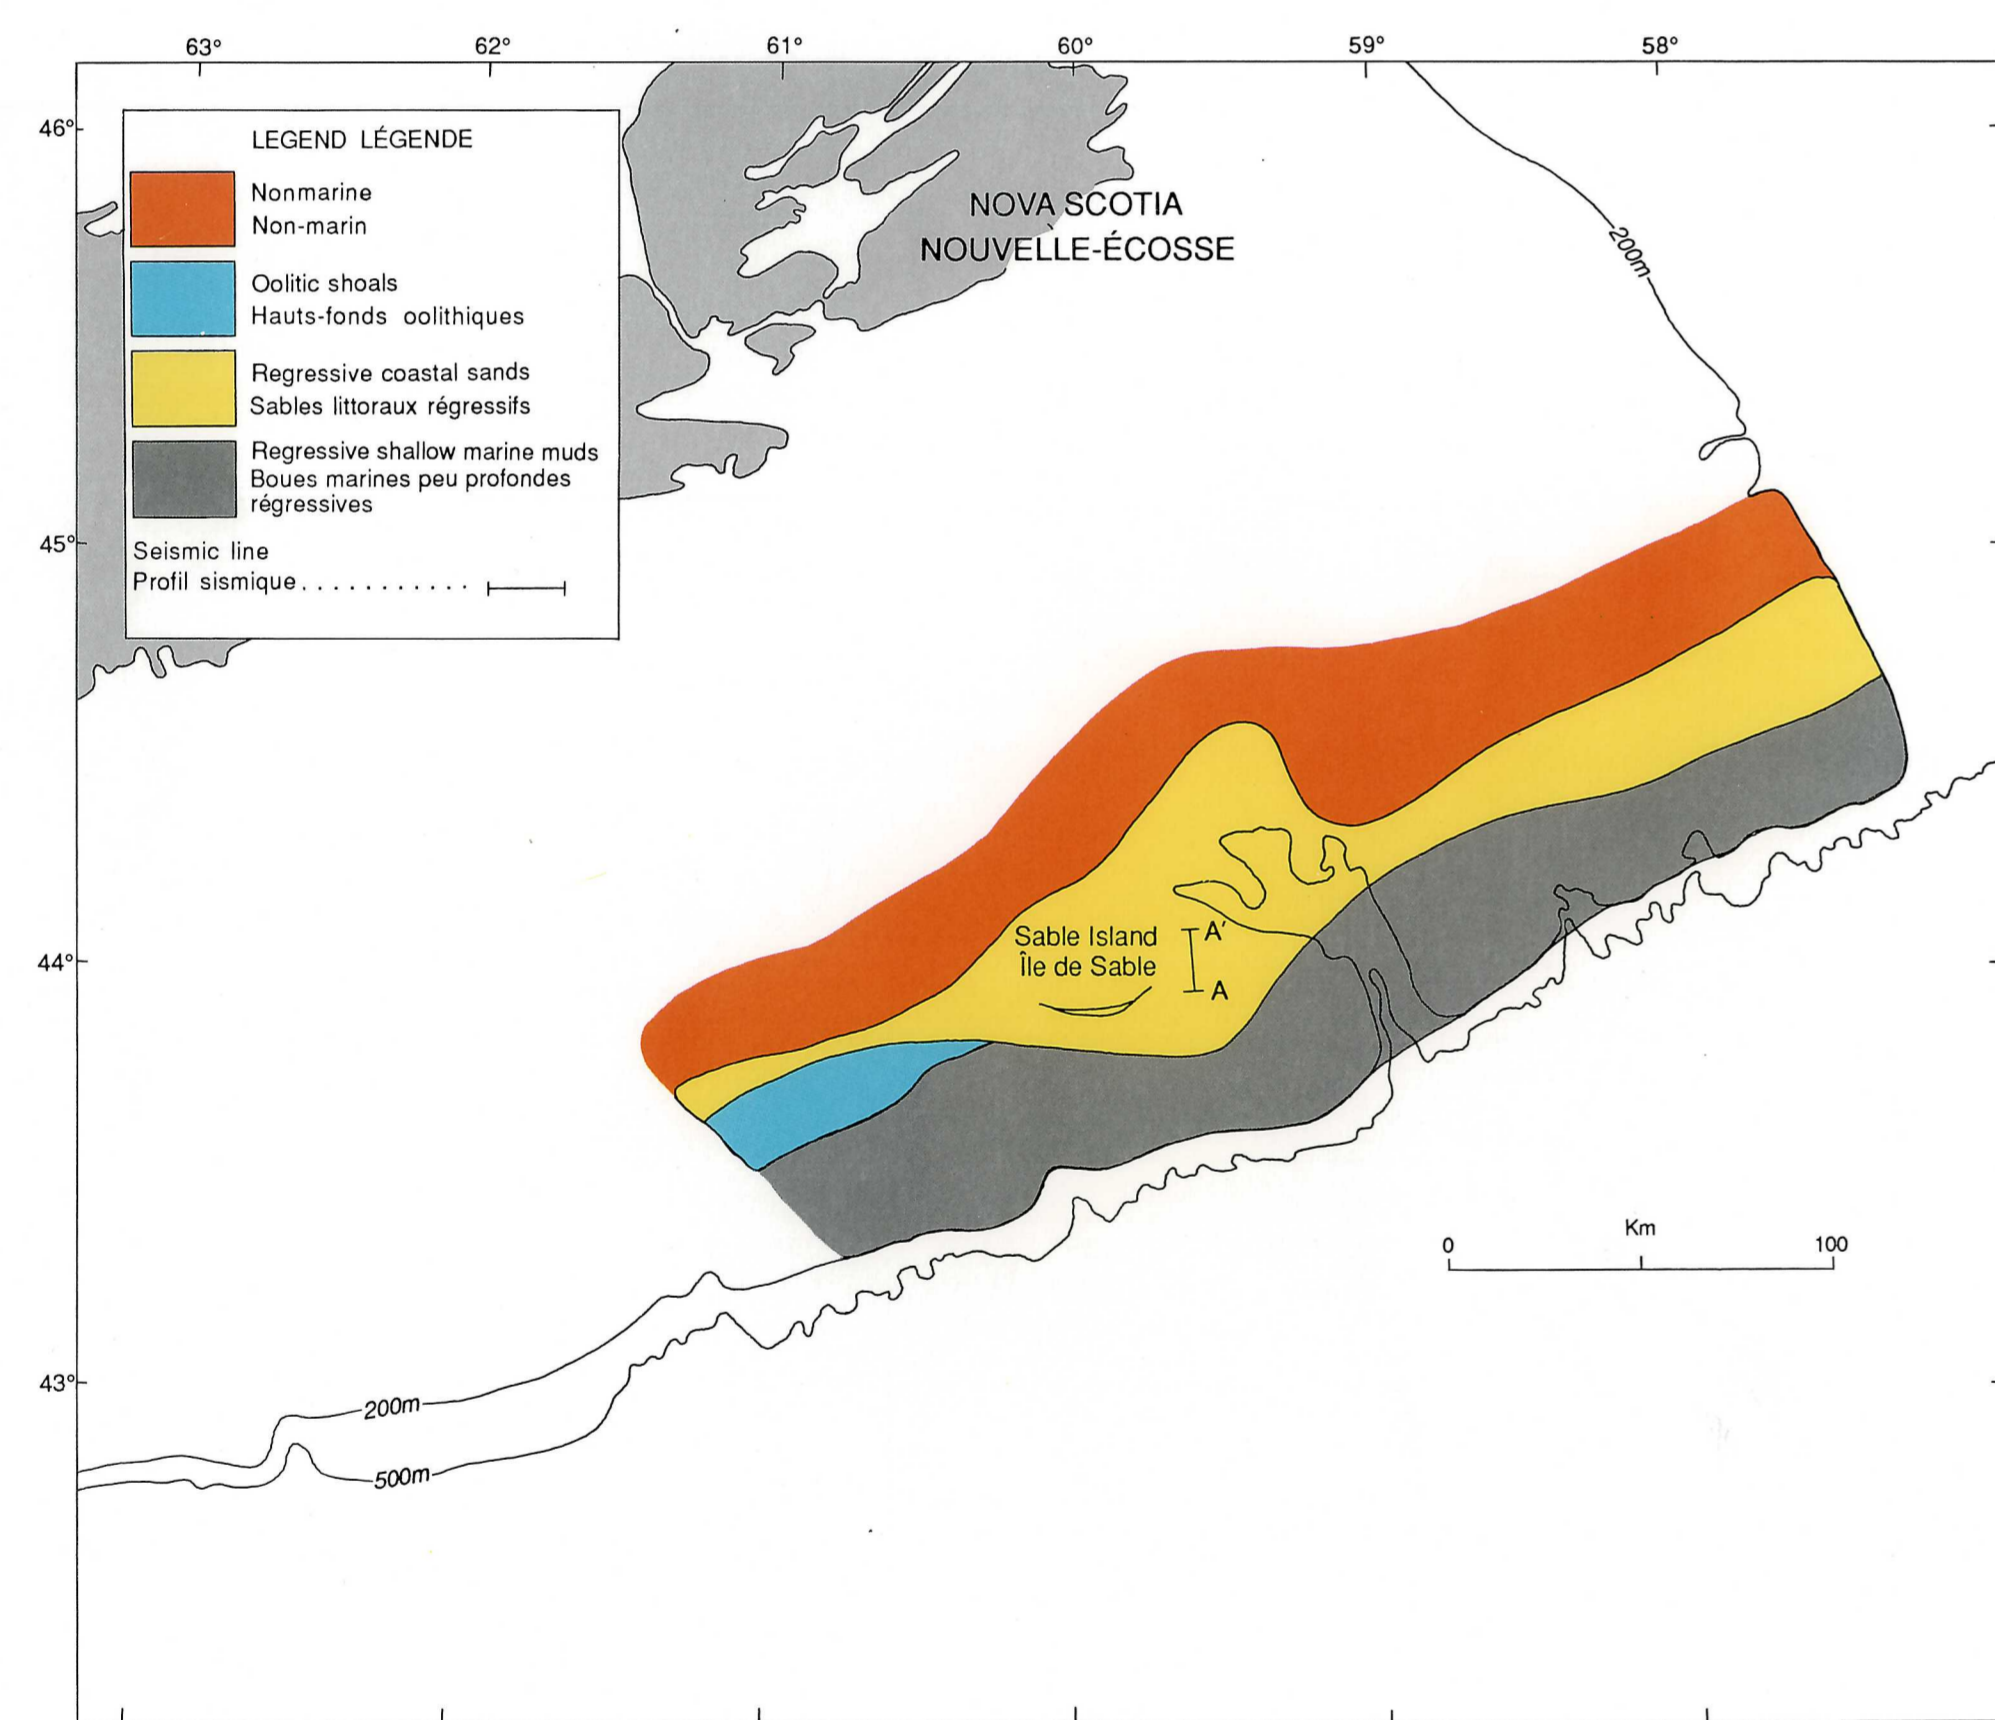 63° 62° 61° 60° 59° 58°
46°
45°
44°
43°
LEGEND LÉGENDE
Nonmarine
Non-marin
Oolitic shoals
Hauts-fonds oolithiques
Regressive coastal sands
Sables littoraux régressifs
Regressive shallow marine muds
Boues marines peu profondes
régressives
Seismic line
Profil sismique...........
NOVA SCOTIA
NOUVELLE-ÉCOSSE
200m
Sable Island
Île de Sable
A'
A
Km
0 100
200m
500m